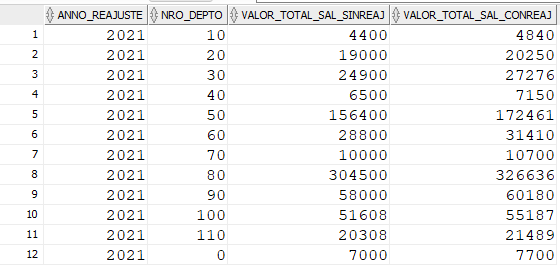 ANNO_REAJUSTE NRO_DEPTO VALOR_TOTAL_SAL_SINREAJ VALOR_TOTAL_SAL_CONREAJ
1 2021 10 4400 4840
2 2021 20 19000 20250
3 2021 30 24900 27276
4 2021 40 6500 7150
5 2021 50 156400 172461
6 2021 60 28800 31410
7 2021 70 10000 10700
8 2021 80 304500 326636
9 2021 90 58000 60180
10 2021 100 51608 55187
11 2021 110 20308 21489
12 2021 0 7000 7700